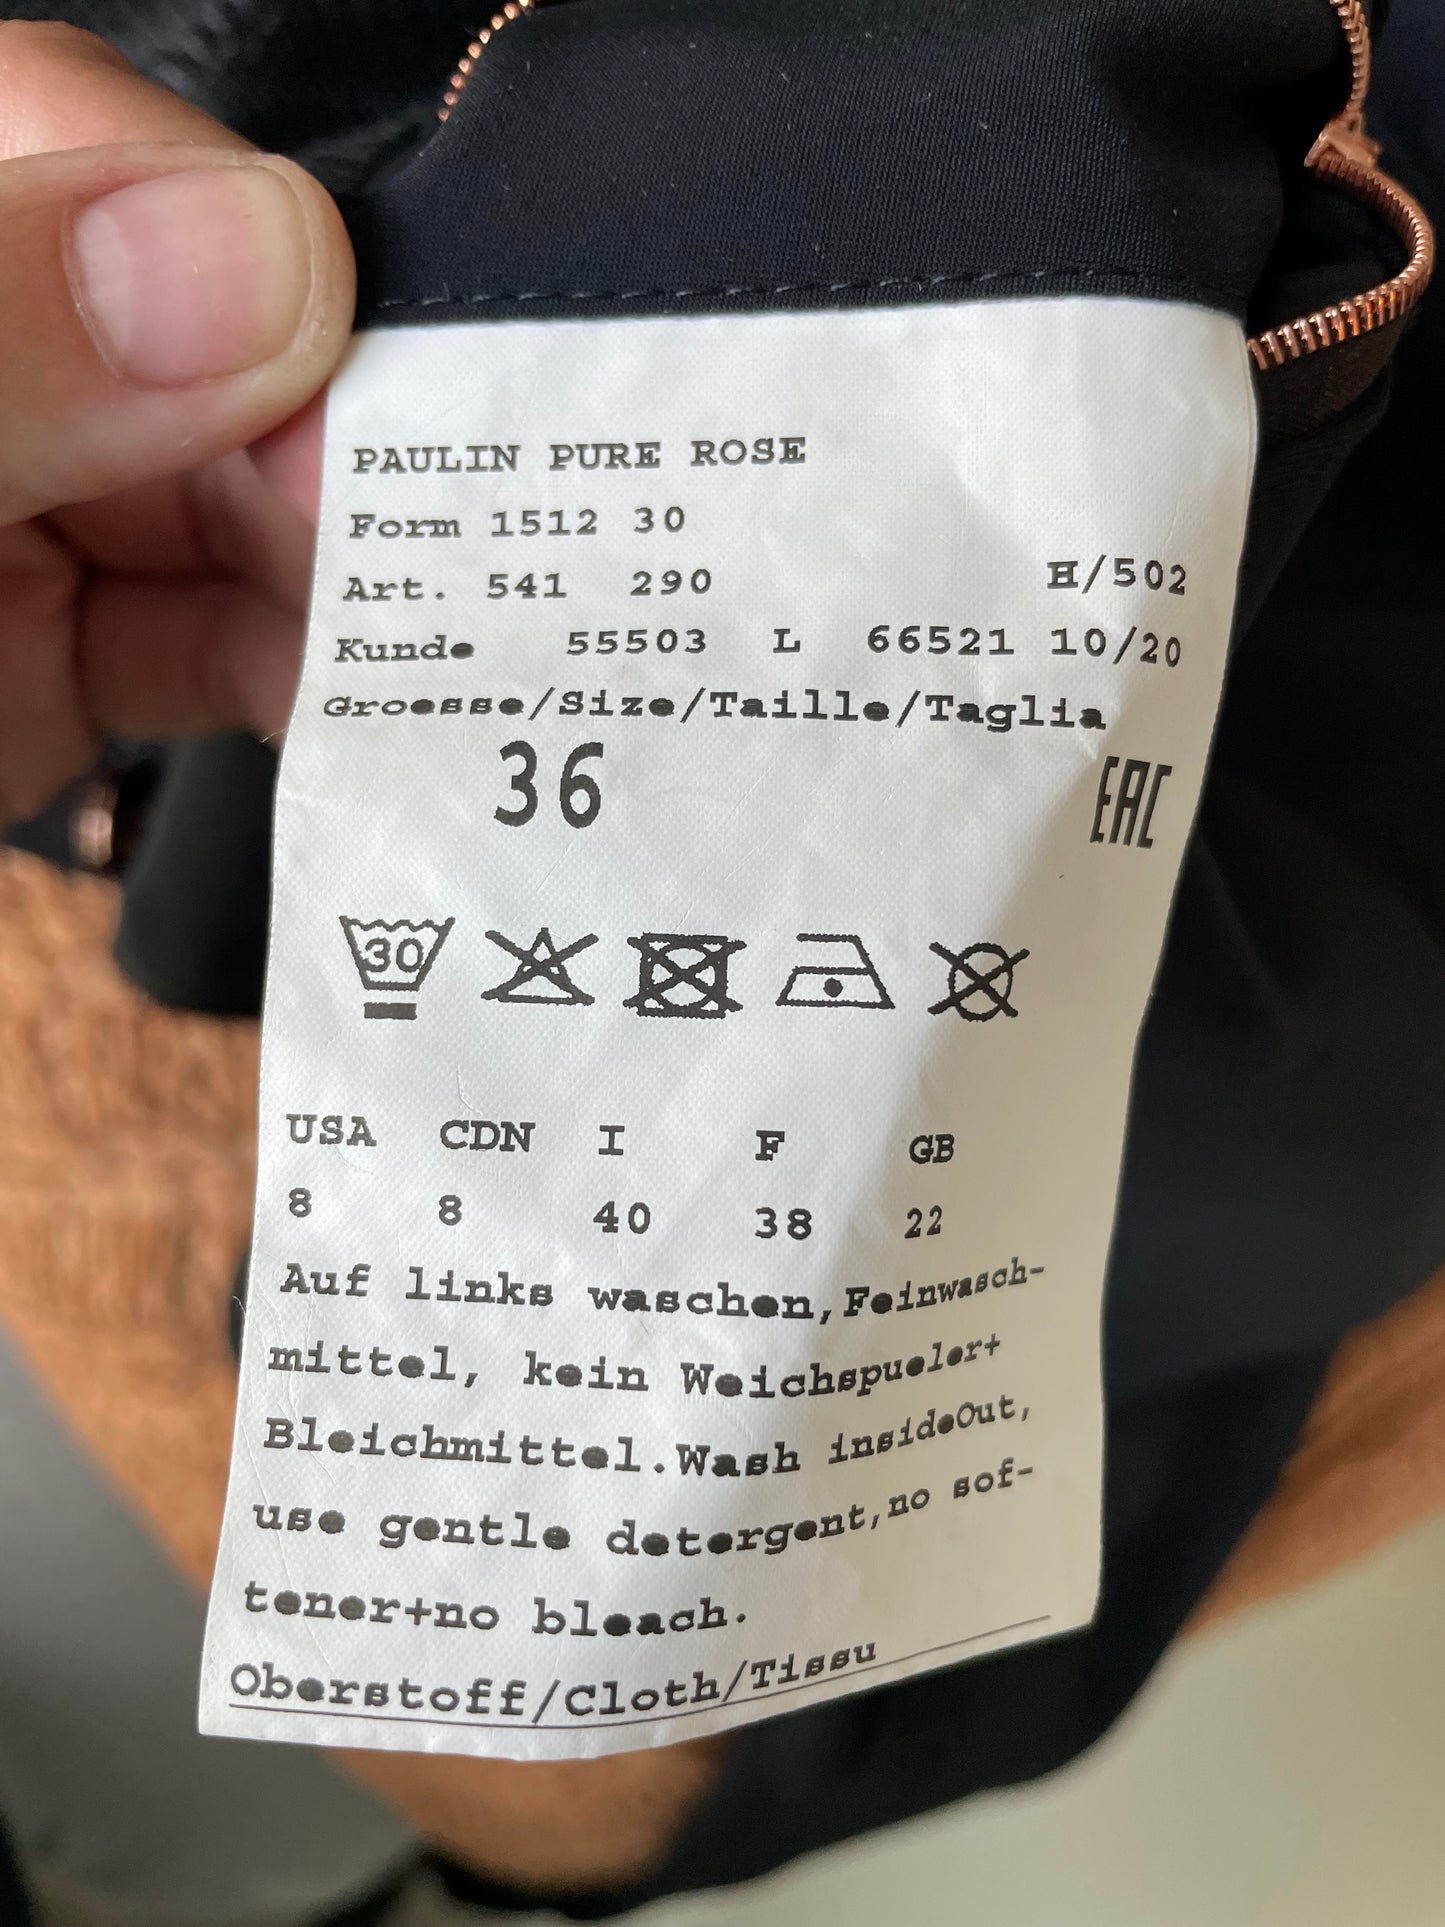 PAULIN PURE ROSE
Form 1512 30
Art. 541 290 H/502
Kunde 55503 L 66521 10/20
Groesse/Size/Taille/Taglia
36
EAC
30
USA CDN I F GB
8 8 40 38 22
Auf links waschen,Feinwasch-
mittel, kein Weichspueler+
Bleichmittel.Wash insideOut,
use gentle detergent,no sof-
tener+no bleach.
Oberstoff/Cloth/Tissu